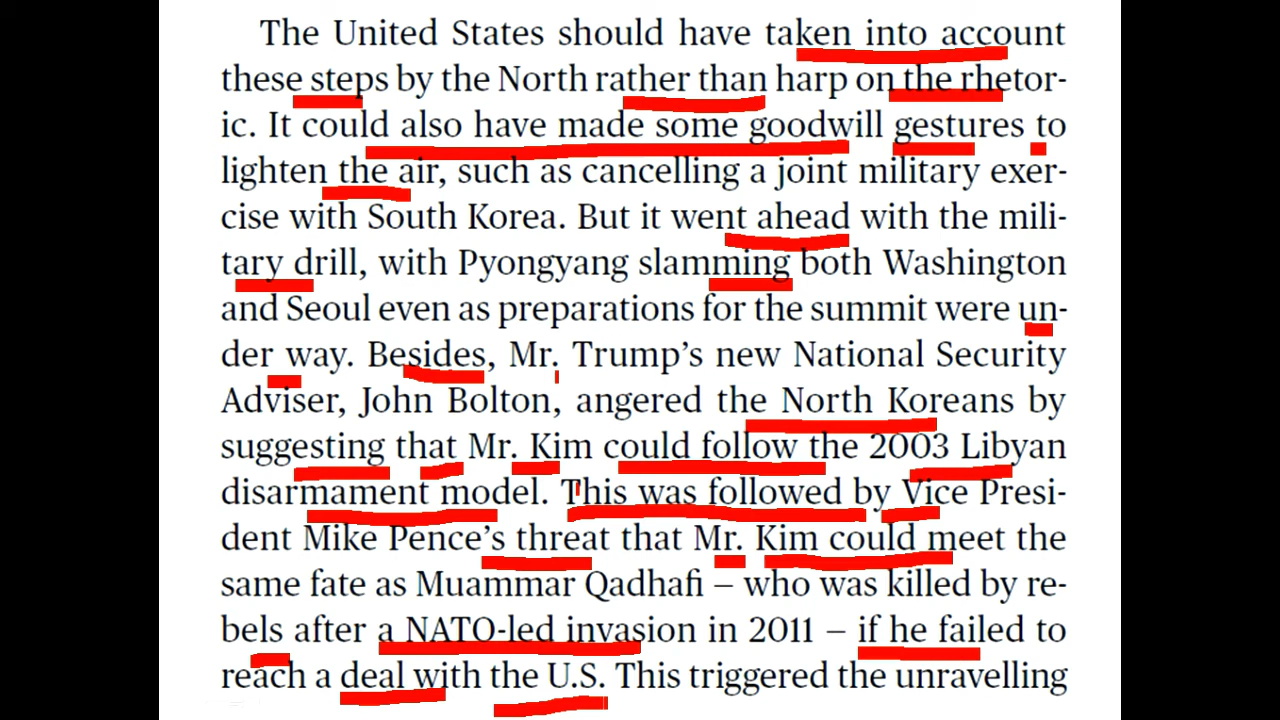 The United States should have taken into account
these steps by the North rather than harp on the rhetor-
ic. It could also have made some goodwill gestures to
lighten the air, such as cancelling a joint military exer-
cise with South Korea. But it went ahead with the mili-
tary drill, with Pyongyang slamming both Washington
and Seoul even as preparations for the summit were un-
der way. Besides, Mr. Trump’s new National Security
Adviser, John Bolton, angered the North Koreans by
suggesting that Mr. Kim could follow the 2003 Libyan
disarmament model. This was followed by Vice Presi-
dent Mike Pence’s threat that Mr. Kim could meet the
same fate as Muammar Qadhafi – who was killed by re-
bels after a NATO-led invasion in 2011 – if he failed to
reach a deal with the U.S. This triggered the unravelling